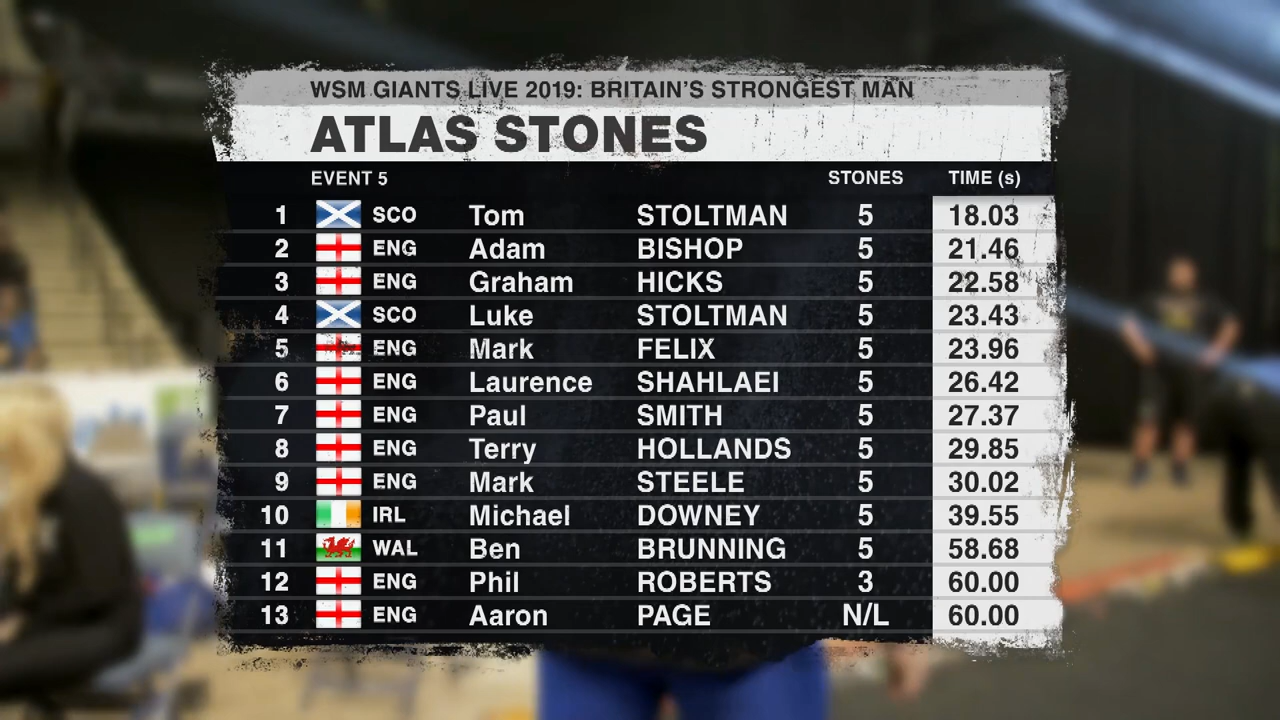 WSM GIANTS LIVE 2019: BRITAIN'S STRONGEST MAN
ATLAS STONES
EVENT 5 STONES TIME (s)
1 SCO Tom STOLTMAN 5 18.03
2 ENG Adam BISHOP 5 21.46
3 ENG Graham HICKS 5 22.58
4 SCO Luke STOLTMAN 5 23.43
5 ENG Mark FELIX 5 23.96
6 ENG Laurence SHAHLAEI 5 26.42
7 ENG Paul SMITH 5 27.37
8 ENG Terry HOLLANDS 5 29.85
9 ENG Mark STEELE 5 30.02
10 IRL Michael DOWNEY 5 39.55
11 WAL Ben BRUNNING 5 58.68
12 ENG Phil ROBERTS 3 60.00
13 ENG Aaron PAGE N/L 60.00